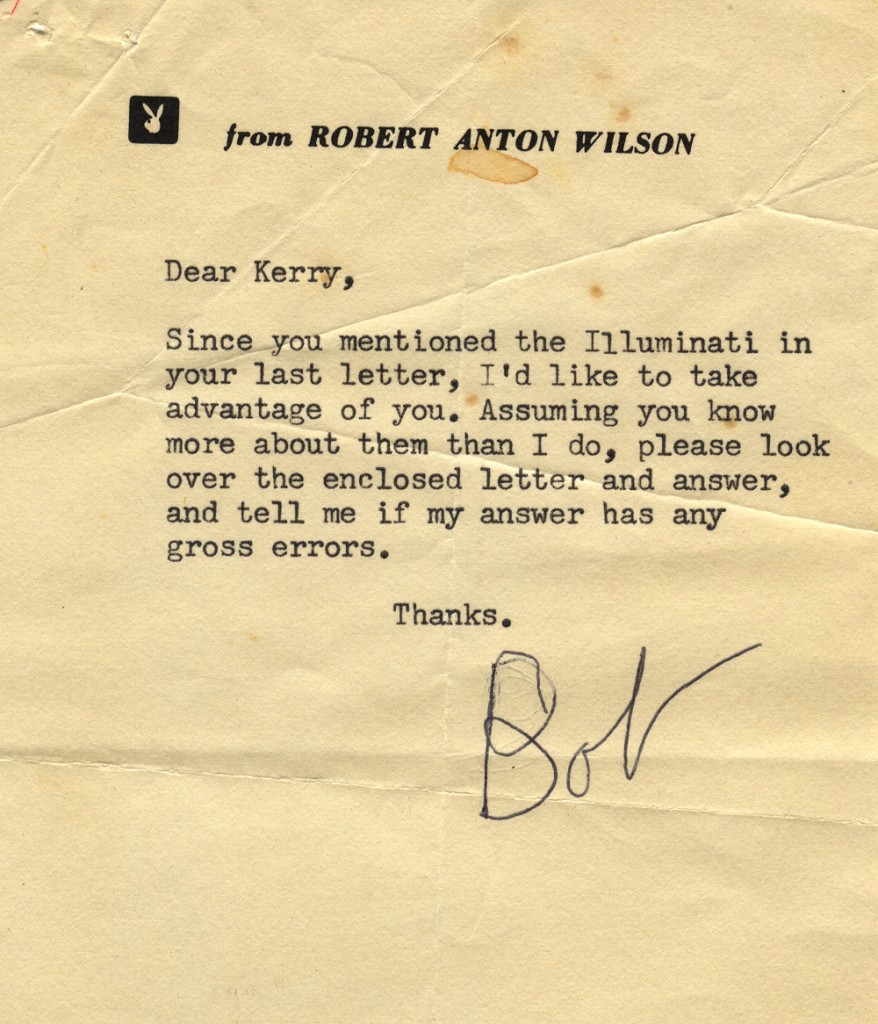 from ROBERT ANTON WILSON
Dear Kerry,
Since you mentioned the Illuminati in
your last letter, I'd like to take
advantage of you. Assuming you know
more about them than I do, please look
over the enclosed letter and answer,
and tell me if my answer has any
gross errors.
Thanks.
Bob